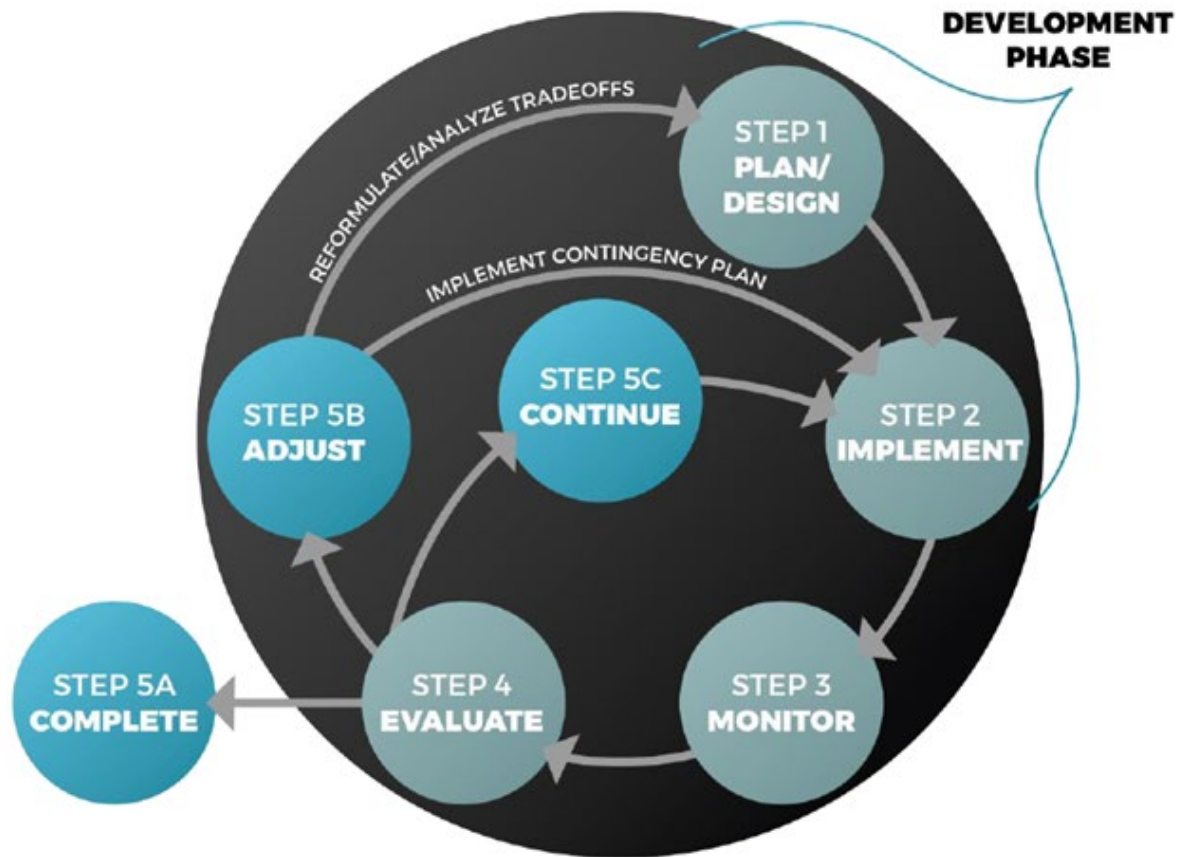 DEVELOPMENT
PHASE
REFORMULATE/ANALYZE TRADEOFFS
STEP 1
PLAN/
DESIGN
IMPLEMENT CONTINGENCY PLAN
STEP 5B
ADJUST
STEP 5C
CONTINUE
STEP 2
IMPLEMENT
STEP 5A
COMPLETE
STEP 4
EVALUATE
STEP 3
MONITOR